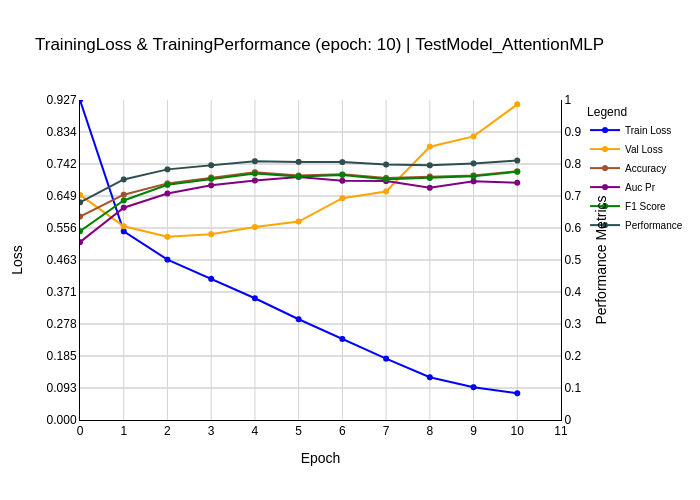 TrainingLoss & TrainingPerformance (epoch: 10) | TestModel_AttentionMLP
0.927
0.834
0.742
0.649
0.556
0.463
0.371
0.278
0.185
0.093
0.000
Loss
1
0.9
0.8
0.7
0.6
0.5
0.4
0.3
0.2
0.1
0
Performance Metrics
Legend
Train Loss
Val Loss
Accuracy
Auc Pr
F1 Score
Performance
0 1 2 3 4 5 6 7 8 9 10 11
Epoch